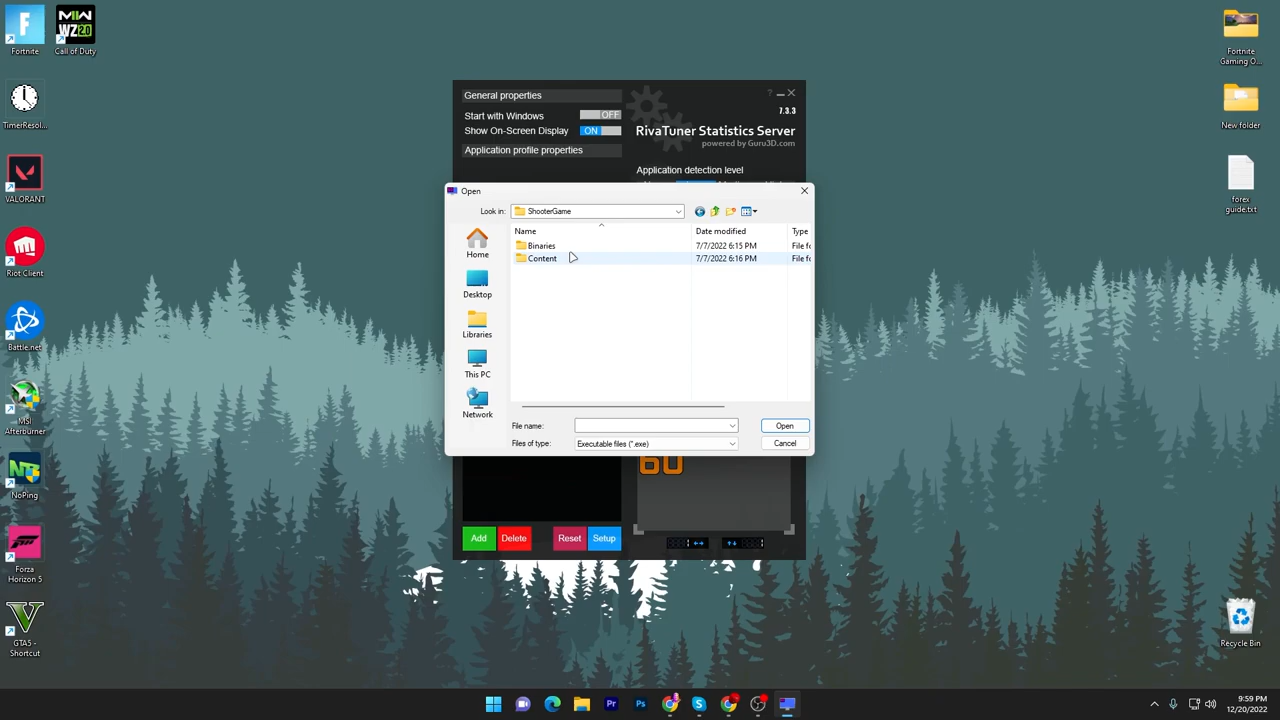 Fortnite
Call of Duty
TimerResol...
VALORANT
Riot Client
Battle.net
MSI
Afterburner
NoPing
Forza
Horizon 5
GTA5 -
Shortcut
Fortnite
Gaming O...
New folder
forex
guide.txt
Recycle Bin
General properties
Start with Windows
OFF
Show On-Screen Display
ON
Application profile properties
7.3.3
RivaTuner Statistics Server
powered by Guru3D.com
Application detection level
Open
Look in:
ShooterGame
Name
Date modified
Type
Binaries
7/7/2022 6:15 PM
File fo
Content
7/7/2022 6:16 PM
File fo
Home
Desktop
Libraries
This PC
Network
File name:
Open
Files of type:
Executable files (*.exe)
Cancel
60
Add
Delete
Reset
Setup
9:59 PM
12/20/2022